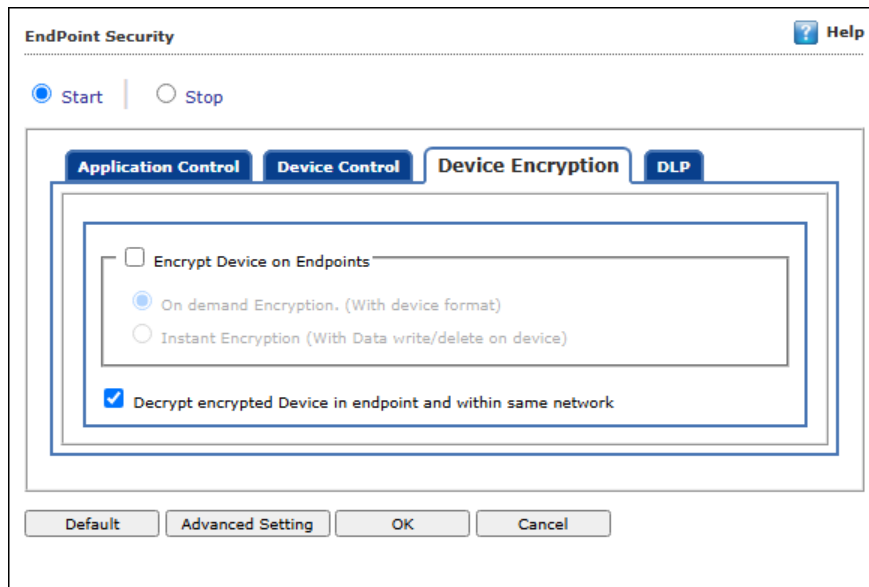 EndPoint Security
? Help
Start Stop
Application Control Device Control Device Encryption DLP
Encrypt Device on Endpoints
On demand Encryption. (With device format)
Instant Encryption (With Data write/delete on device)
Decrypt encrypted Device in endpoint and within same network
Default Advanced Setting OK Cancel